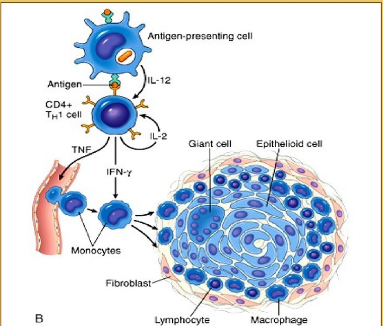 Antigen-presenting cell
IL-12
Antigen
CD4+
TH1 cell
IL-2
TNF
Giant cell
Epithelioid cell
IFN-γ
Monocytes
Fibroblast
B
Lymphocyte
Macrophage